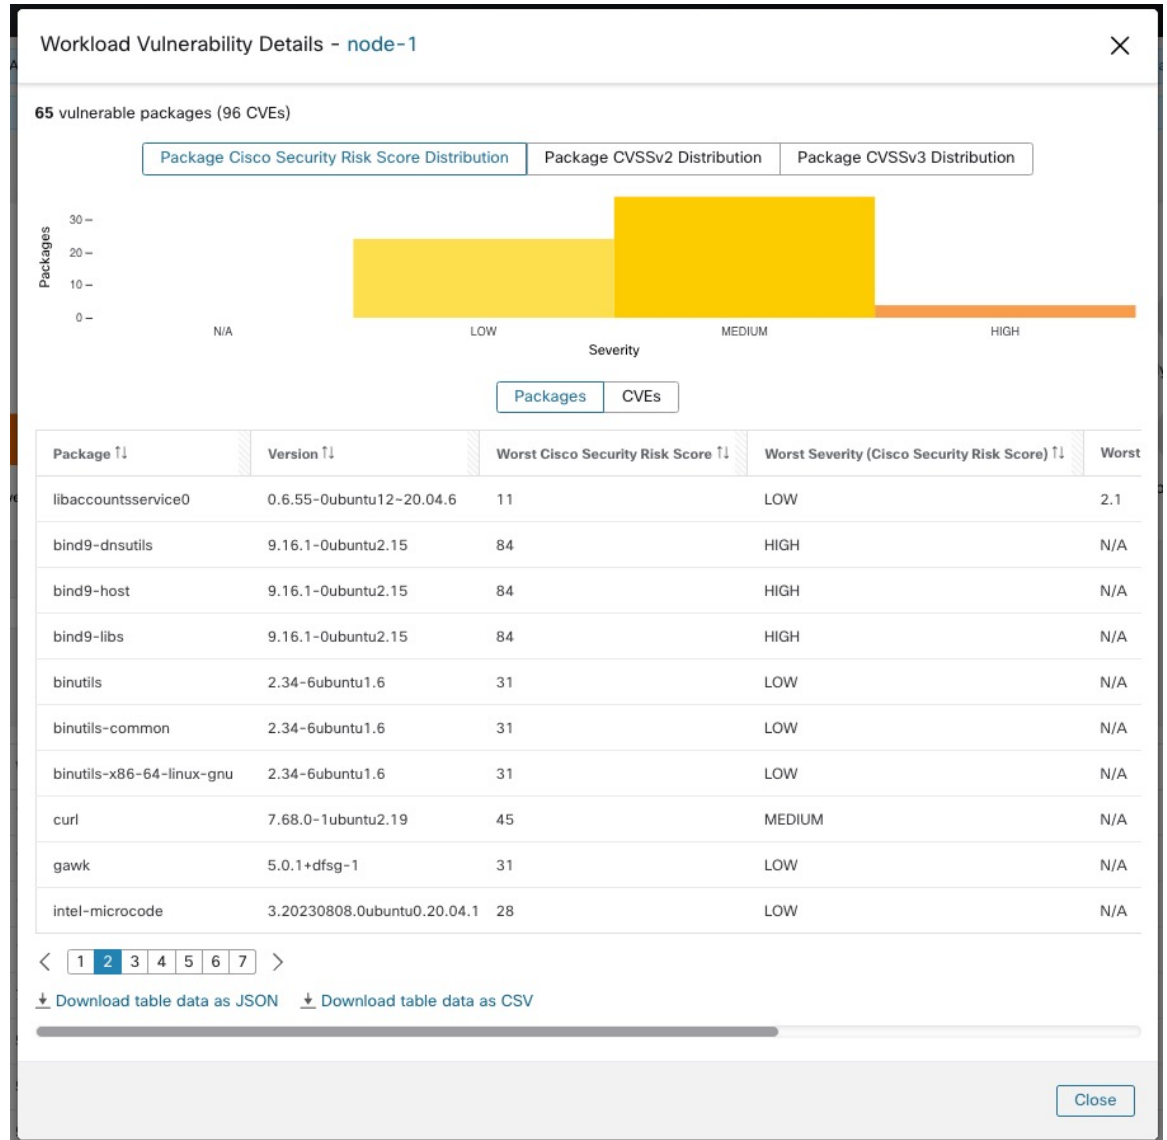 Workload Vulnerability Details - node-1
65 vulnerable packages (96 CVEs)
Package Cisco Security Risk Score Distribution Package CVSSv2 Distribution Package CVSSv3 Distribution
Packages
30
20
10
0
N/A LOW MEDIUM HIGH
Severity
Packages CVEs
Package Version Worst Cisco Security Risk Score Worst Severity (Cisco Security Risk Score) Worst
libaccountsservice0 0.6.55-0ubuntu12~20.04.6 11 LOW 2.1
bind9-dnsutils 9.16.1-0ubuntu2.15 84 HIGH N/A
bind9-host 9.16.1-0ubuntu2.15 84 HIGH N/A
bind9-libs 9.16.1-0ubuntu2.15 84 HIGH N/A
binutils 2.34-6ubuntu1.6 31 LOW N/A
binutils-common 2.34-6ubuntu1.6 31 LOW N/A
binutils-x86-64-linux-gnu 2.34-6ubuntu1.6 31 LOW N/A
curl 7.68.0-1ubuntu2.19 45 MEDIUM N/A
gawk 5.0.1+dfsg-1 31 LOW N/A
intel-microcode 3.20230808.0ubuntu0.20.04.1 28 LOW N/A
1 2 3 4 5 6 7
Download table data as JSON Download table data as CSV
Close